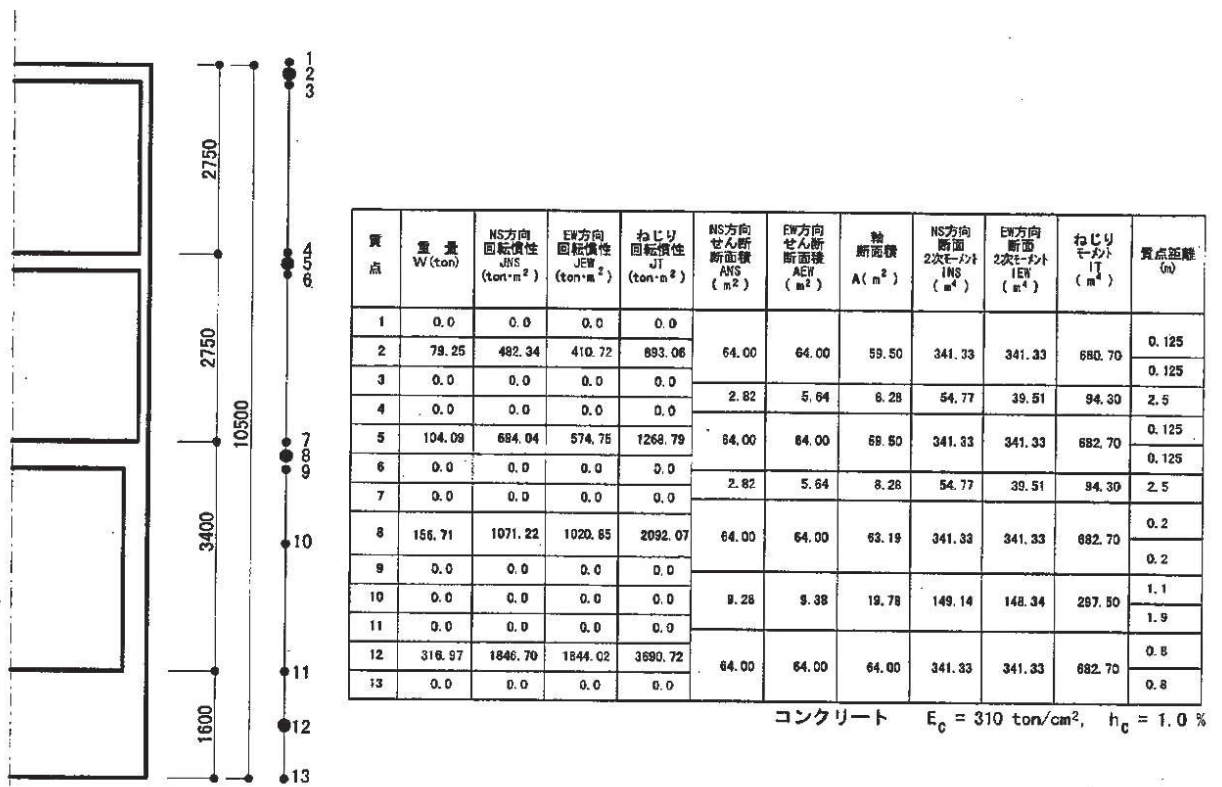 1
2
3
2750
4
5
6
2750
10500
7
8
9
3400
10
11
1600
12
13
質点 重量 W(ton) NS方向回転慣性 JNS (ton·m²) EW方向回転慣性 JEW (ton·m²) ねじり回転慣性 JT (ton·m²) NS方向せん断断面積 ANS (m²) EW方向せん断断面積 AEW (m²) 軸断面積 A(m²) NS方向断面2次モーメント INS (m⁴) EW方向断面2次モーメント IEW (m⁴) ねじりモーメント IT (m⁴) 質点距離 (m)
1 0.0 0.0 0.0 0.0
2 79.25 482.34 410.72 893.06 64.00 64.00 59.50 341.33 341.33 680.70 0.125
0.125
3 0.0 0.0 0.0 0.0
2.82 5.64 8.28 54.77 39.51 94.30 2.5
4 0.0 0.0 0.0 0.0
5 104.09 694.04 574.75 1268.79 64.00 64.00 59.50 341.33 341.33 682.70 0.125
0.125
6 0.0 0.0 0.0 0.0
2.82 5.64 8.28 54.77 39.51 94.30 2.5
7 0.0 0.0 0.0 0.0
8 156.71 1071.22 1020.85 2092.07 64.00 64.00 63.19 341.33 341.33 682.70 0.2
0.2
9 0.0 0.0 0.0 0.0
10 0.0 0.0 0.0 0.0 9.28 9.38 19.78 149.14 148.34 297.50 1.1
1.9
11 0.0 0.0 0.0 0.0
12 316.97 1846.70 1844.02 3690.72 64.00 64.00 64.00 341.33 341.33 682.70 0.8
13 0.0 0.0 0.0 0.0 0.8
コンクリート Ec = 310 ton/cm², hc = 1.0 %